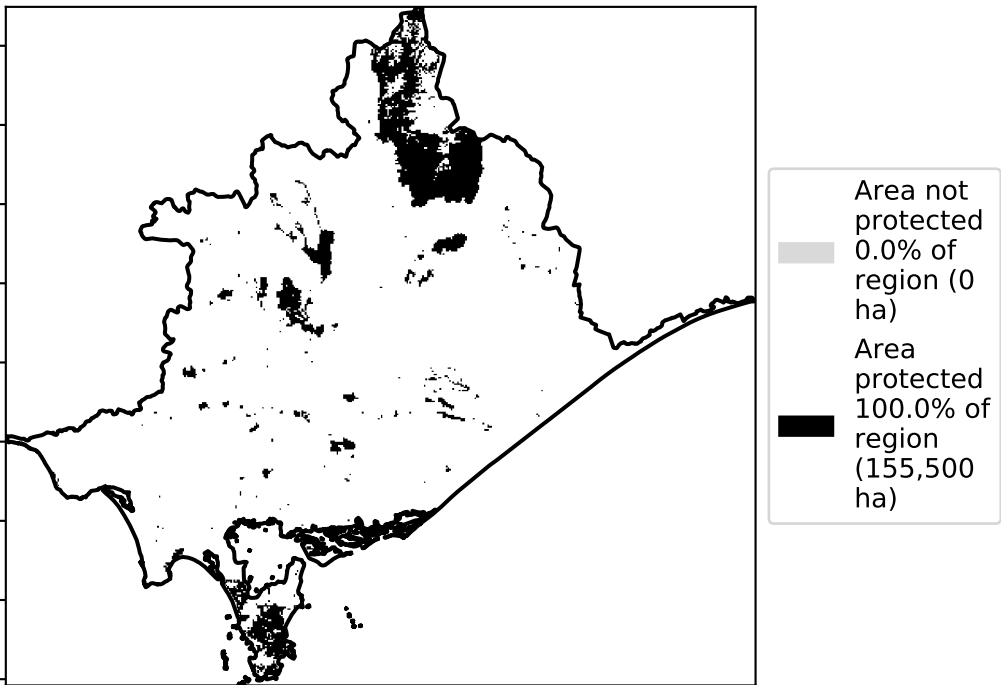 Area not
protected
0.0% of
region (0
ha)
Area
protected
100.0% of
region
(155,500
ha)